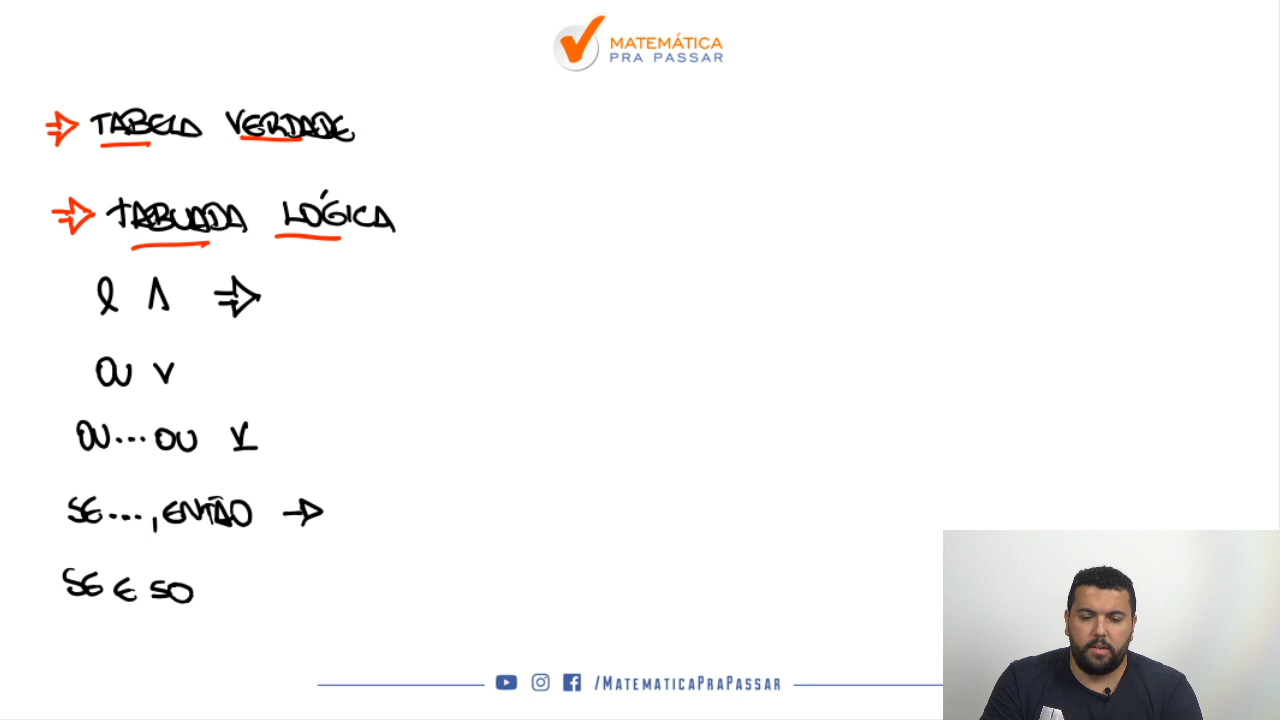 MATEMÁTICA
PRA PASSAR
⇒ TABELA VERDADE
⇒ TABUADA LÓGICA
e ∧ ⇒
OU ∨
OU...OU ⊻
SE...,ENTÃO →
SE E SO
/MATEMATICAPRAPASSAR